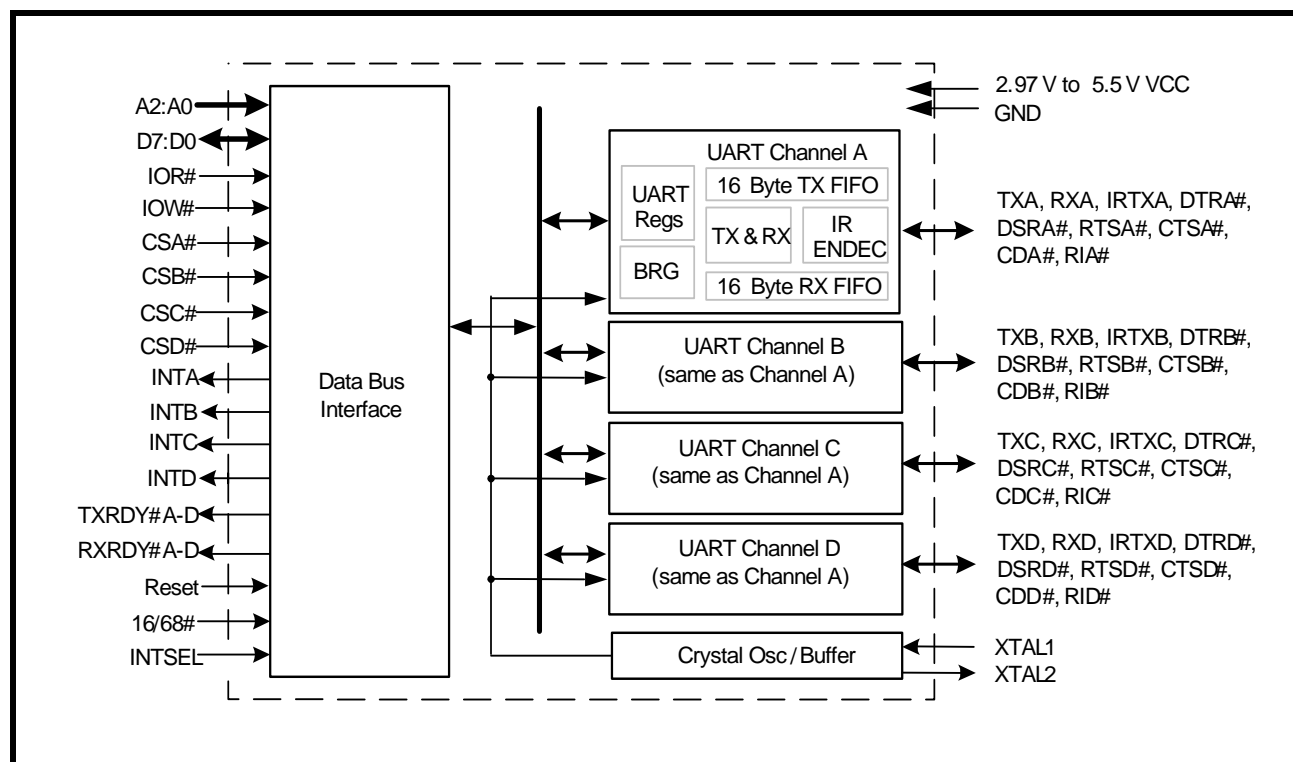 A2:A0
D7:D0
IOR#
IOW#
CSA#
CSB#
CSC#
CSD#
INTA
INTB
INTC
INTD
TXRDY# A-D
RXRDY# A-D
Reset
16/68#
INTSEL
Data Bus
Interface
UART Channel A
UART
Regs
BRG
16 Byte TX FIFO
TX & RX
IR
ENDEC
16 Byte RX FIFO
UART Channel B
(same as Channel A)
UART Channel C
(same as Channel A)
UART Channel D
(same as Channel A)
Crystal Osc / Buffer
2.97 V to 5.5 V VCC
GND
TXA, RXA, IRTXA, DTRA#,
DSRA#, RTSA#, CTSA#,
CDA#, RIA#
TXB, RXB, IRTXB, DTRB#,
DSRB#, RTSB#, CTSB#,
CDB#, RIB#
TXC, RXC, IRTXC, DTRC#,
DSRC#, RTSC#, CTSC#,
CDC#, RIC#
TXD, RXD, IRTXD, DTRD#,
DSRD#, RTSD#, CTSD#,
CDD#, RID#
XTAL1
XTAL2